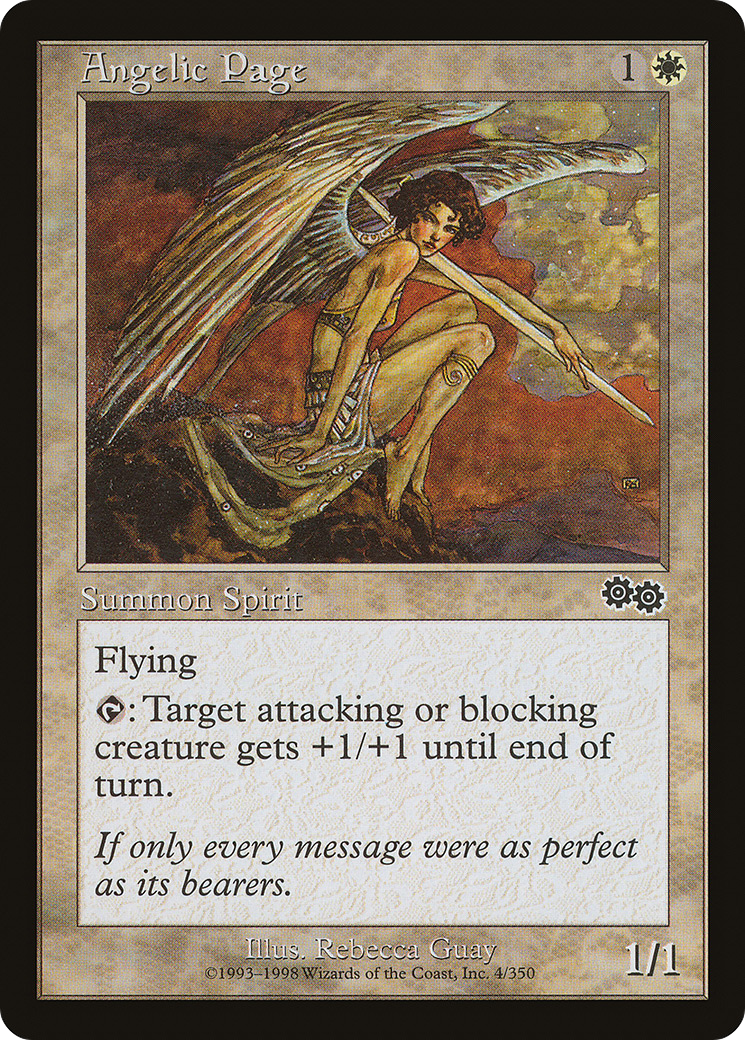 Angelic Page 1
Summon Spirit
Flying
: Target attacking or blocking
creature gets +1/+1 until end of
turn.
If only every message were as perfect
as its bearers.
Illus. Rebecca Guay
©1993–1998 Wizards of the Coast, Inc. 4/350
1/1